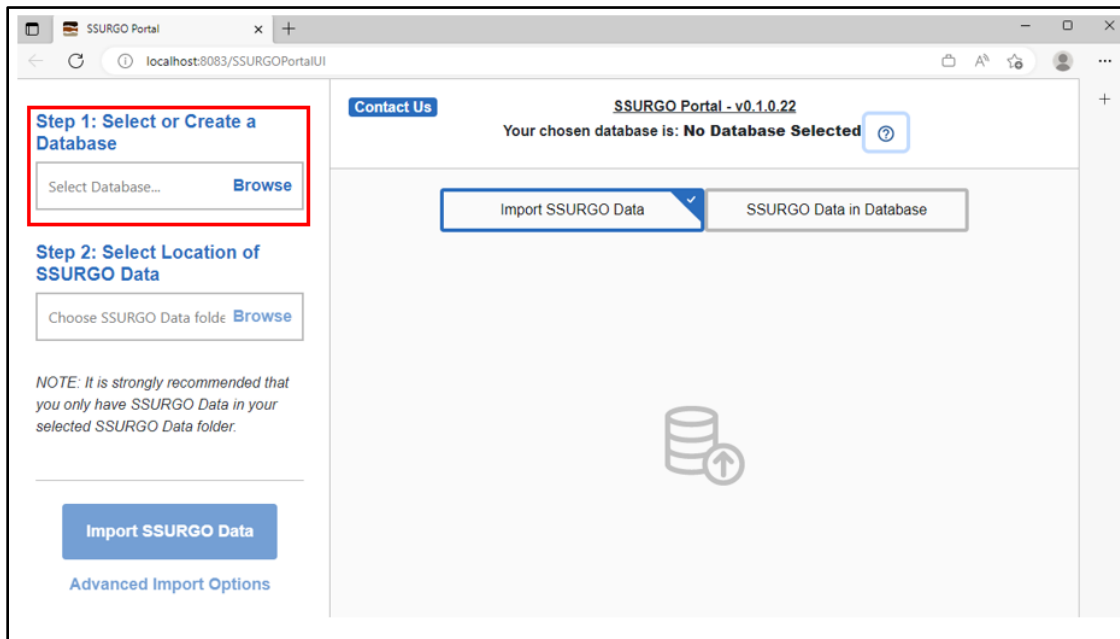 SSURGO Portal
localhost:8083/SSURGOPortalUI
Step 1: Select or Create a
Database
Select Database...
Browse
Step 2: Select Location of
SSURGO Data
Choose SSURGO Data folde
Browse
NOTE: It is strongly recommended that
you only have SSURGO Data in your
selected SSURGO Data folder.
Import SSURGO Data
Advanced Import Options
Contact Us
SSURGO Portal - v0.1.0.22
Your chosen database is: No Database Selected
Import SSURGO Data
SSURGO Data in Database